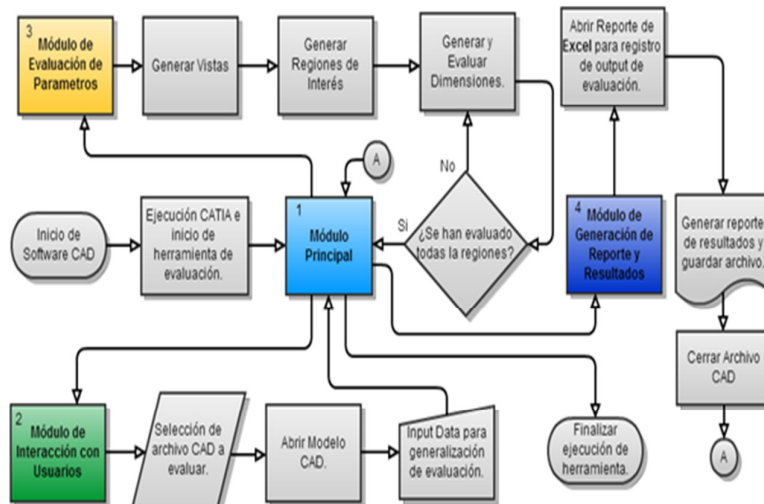 3
Módulo de
Evaluación de
Parametros
Generar Vistas
Generar
Regiones de
Interés
Generar y
Evaluar
Dimensiones.
Abrir Reporte de
Excel para registro
de output de
evaluación.
No
A
Inicio de
Software CAD
Ejecución CATIA e
inicio de
herramienta de
evaluación.
1
Módulo
Principal
Si
¿Se han evaluado
todas la regiones?
4
Módulo de
Generación de
Reporte y
Resultados
Generar reporte
de resultados y
guardar archivo.
Cerrar Archivo
CAD
2
Módulo de
Interacción con
Usuarios
Selección de
archivo CAD a
evaluar.
Abrir Modelo
CAD.
Input Data para
generalización de
evaluación.
Finalizar
ejecución de
herramienta.
A